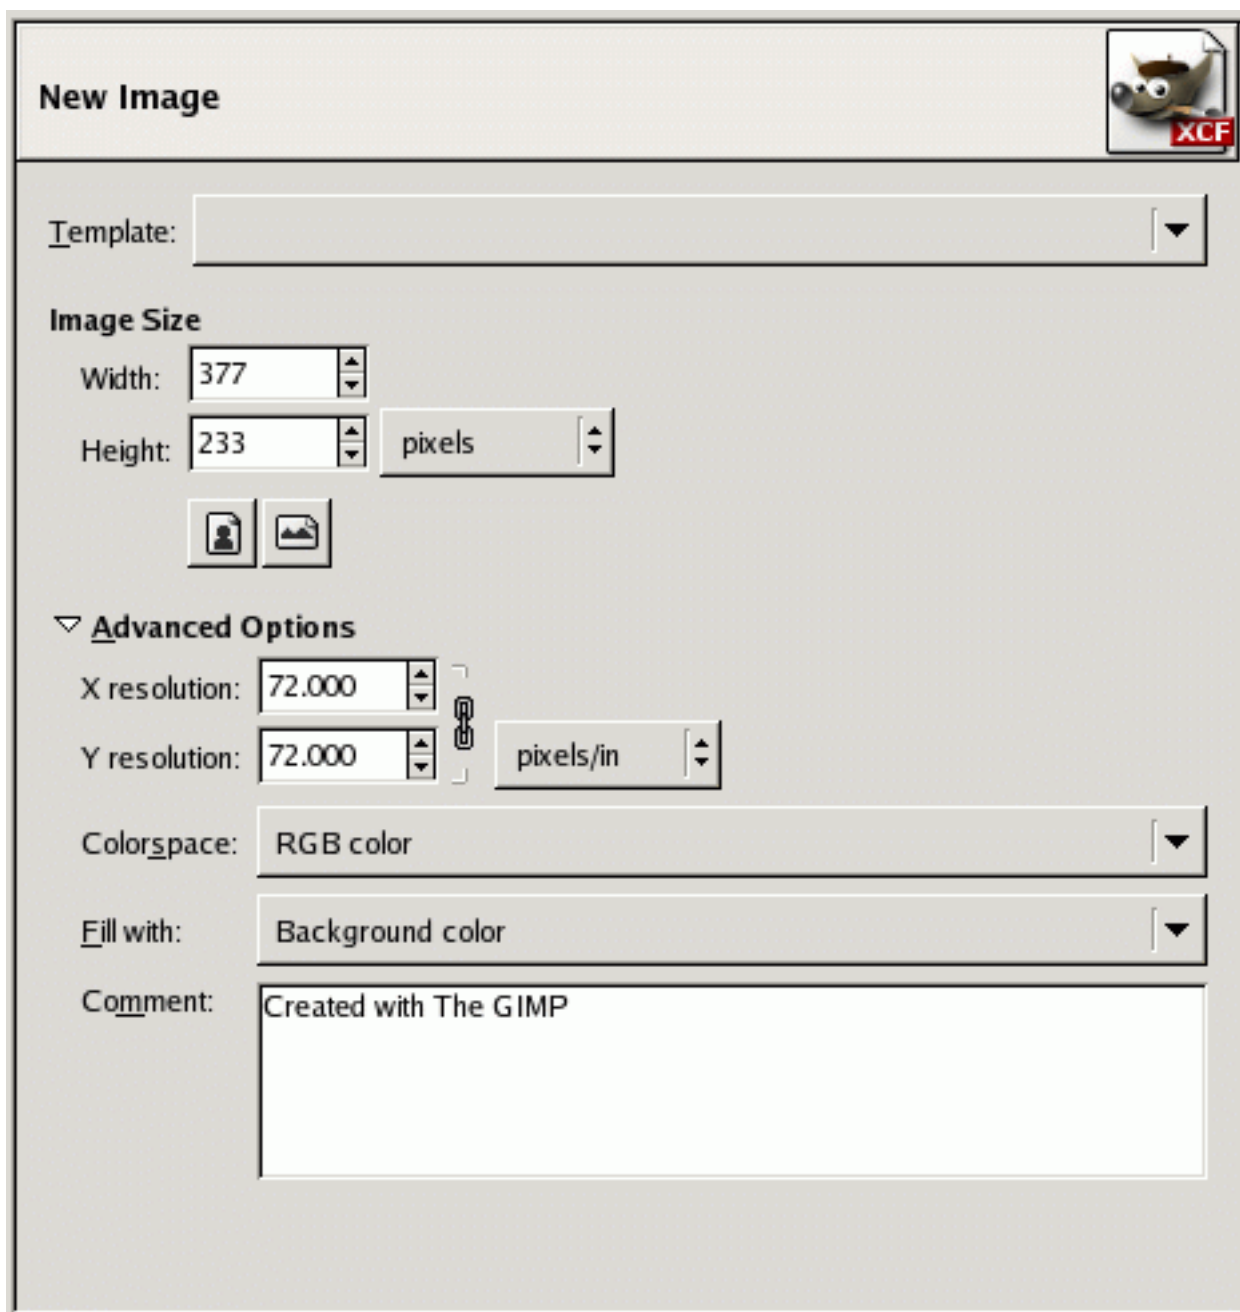 New Image
XCF
Template:
Image Size
Width: 377
Height: 233 pixels
Advanced Options
X resolution: 72.000
Y resolution: 72.000 pixels/in
Colorspace: RGB color
Fill with: Background color
Comment: Created with The GIMP